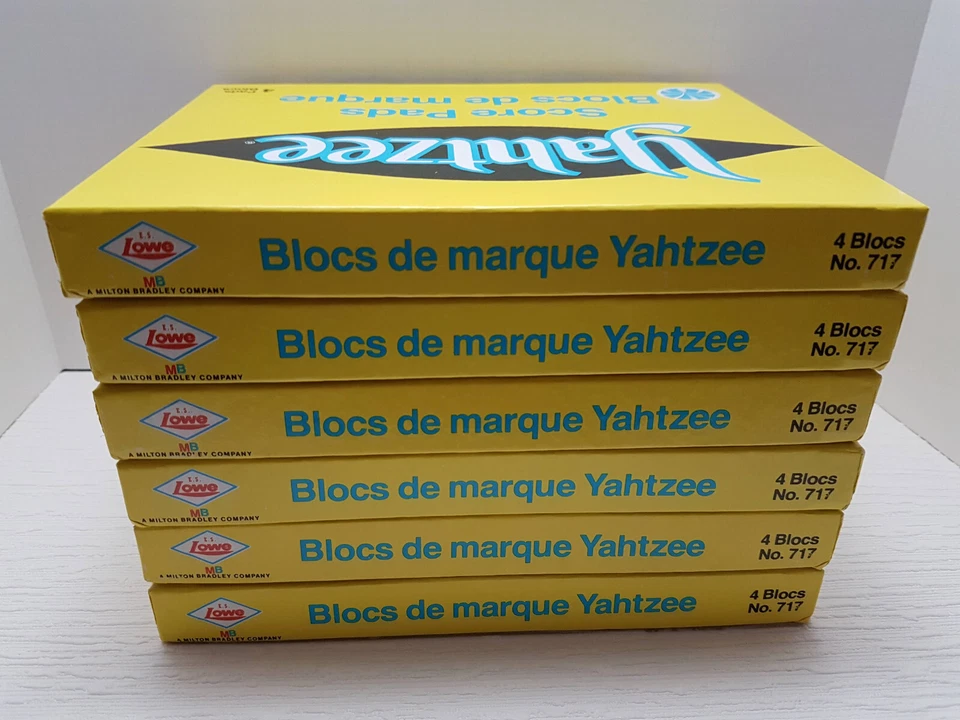 4 Pads
Blocs
Score Pads
Blocs de marque
Yahtzee®
E.S.
Lowe
MB
A MILTON BRADLEY COMPANY
Blocs de marque Yahtzee
4 Blocs
No. 717
E.S.
Lowe
MB
A MILTON BRADLEY COMPANY
Blocs de marque Yahtzee
4 Blocs
No. 717
E.S.
Lowe
MB
A MILTON BRADLEY COMPANY
Blocs de marque Yahtzee
4 Blocs
No. 717
E.S.
Lowe
MB
A MILTON BRADLEY COMPANY
Blocs de marque Yahtzee
4 Blocs
No. 717
E.S.
Lowe
MB
A MILTON BRADLEY COMPANY
Blocs de marque Yahtzee
4 Blocs
No. 717
E.S.
Lowe
MB
A MILTON BRADLEY COMPANY
Blocs de marque Yahtzee
4 Blocs
No. 717